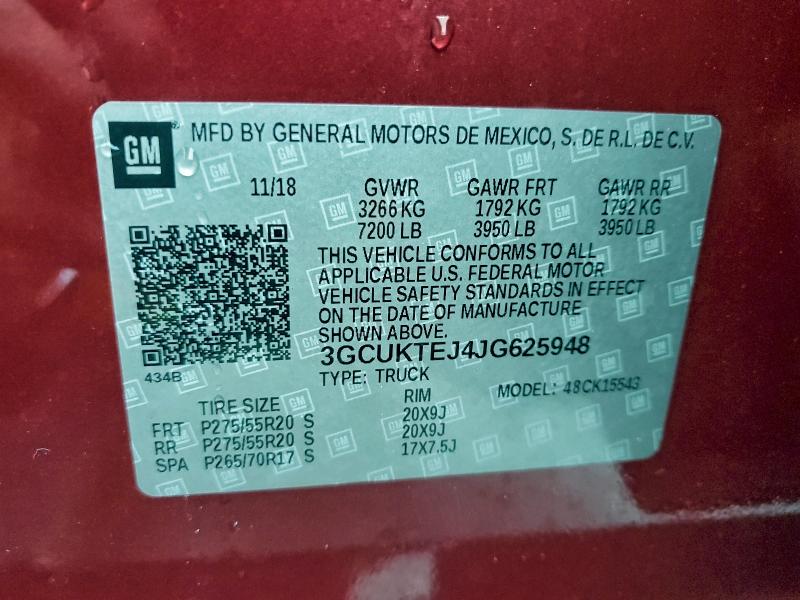 GM
® MFD BY GENERAL MOTORS DE MEXICO, S. DE R.L. DE C.V.
11/18 GVWR GAWR FRT GAWR RR
3266 KG 1792 KG 1792 KG
7200 LB 3950 LB 3950 LB
THIS VEHICLE CONFORMS TO ALL
APPLICABLE U.S. FEDERAL MOTOR
VEHICLE SAFETY STANDARDS IN EFFECT
ON THE DATE OF MANUFACTURE
SHOWN ABOVE.
3GCUKTEJ4JG625948
434B
TYPE: TRUCK
MODEL: 48CK15543
TIRE SIZE RIM
FRT P275/55R20 S 20X9J
RR P275/55R20 S 20X9J
SPA P265/70R17 S 17X7.5J